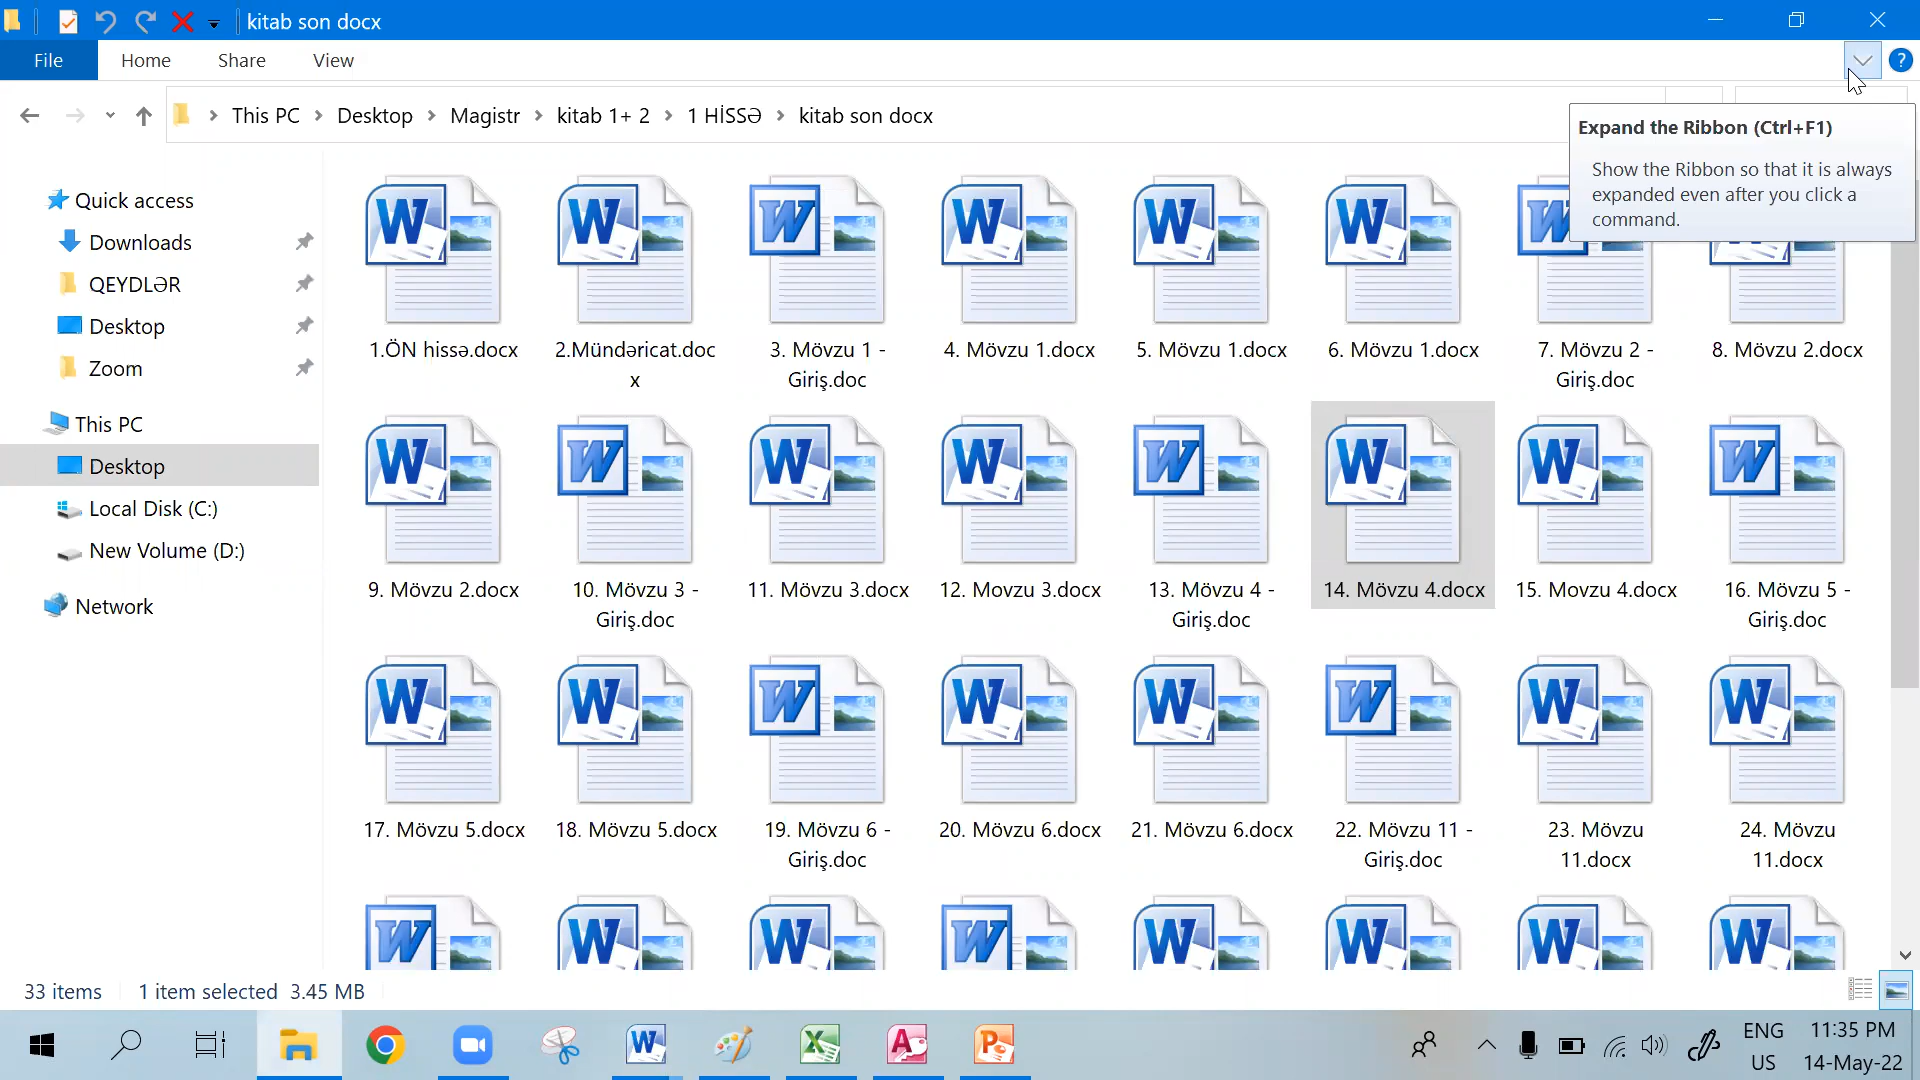 kitab son docx
File Home Share View
?
This PC Desktop Magistr kitab 1+ 2 1 HİSSƏ kitab son docx
Expand the Ribbon (Ctrl+F1)
Show the Ribbon so that it is always
expanded even after you click a
command.
Quick access
Downloads
QEYDLƏR
Desktop
Zoom
This PC
Desktop
Local Disk (C:)
New Volume (D:)
Network
1.ÖN hissə.docx
2.Mündəricat.doc
x
3. Mövzu 1 -
Giriş.doc
4. Mövzu 1.docx
5. Mövzu 1.docx
6. Mövzu 1.docx
7. Mövzu 2 -
Giriş.doc
8. Mövzu 2.docx
9. Mövzu 2.docx
10. Mövzu 3 -
Giriş.doc
11. Mövzu 3.docx
12. Movzu 3.docx
13. Mövzu 4 -
Giriş.doc
14. Mövzu 4.docx
15. Movzu 4.docx
16. Mövzu 5 -
Giriş.doc
17. Mövzu 5.docx
18. Mövzu 5.docx
19. Mövzu 6 -
Giriş.doc
20. Mövzu 6.docx
21. Mövzu 6.docx
22. Mövzu 11 -
Giriş.doc
23. Mövzu
11.docx
24. Mövzu
11.docx
33 items 1 item selected 3.45 MB
ENG
US
11:35 PM
14-May-22